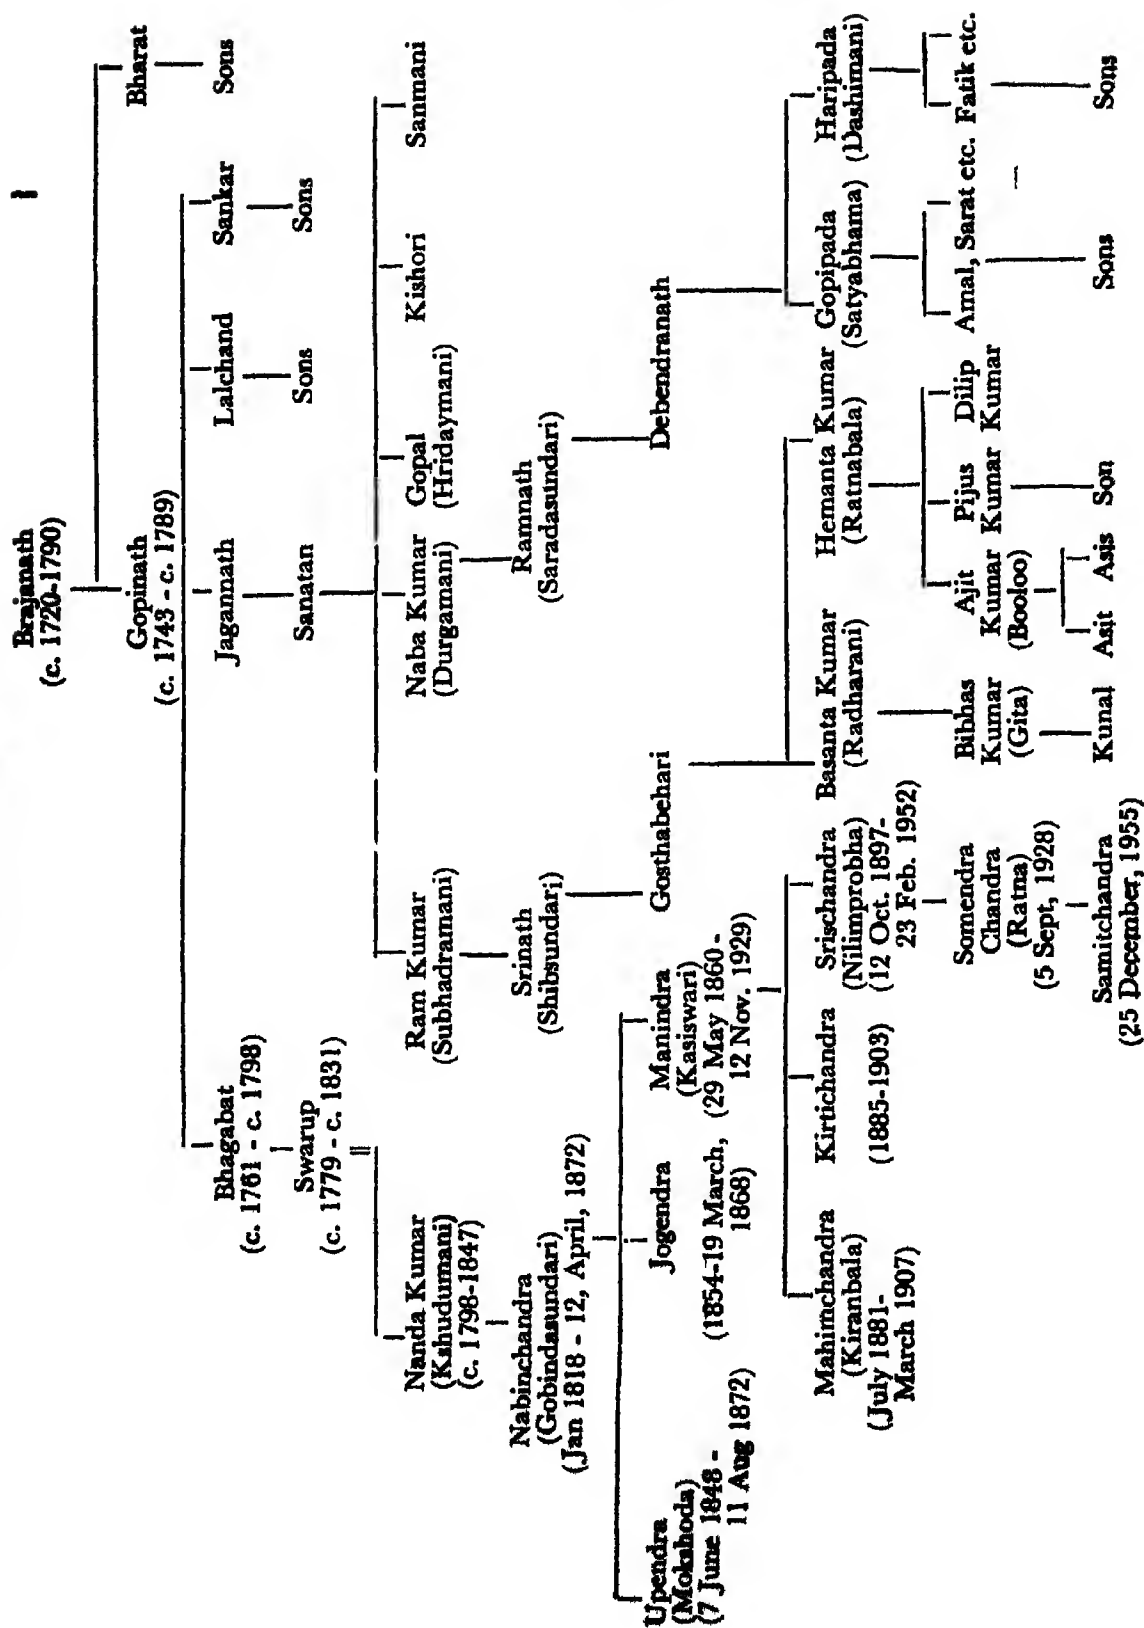 Brajanath
(c. 1720-1790)
Gopinath
(c. 1743 - c. 1789)
Bharat
Sons
Bhagabat
(c. 1761 - c. 1798)
Jagannath
Lalchand
Sankar
Swarup
(c. 1779 - c. 1831)
Sanatan
Sons
Sons
Nanda Kumar
(Kshudumani)
(c. 1798-1847)
Ram Kumar
(Subhadramani)
Naba Kumar
(Durgamani)
Gopal
(Hridaymani)
Kishori
Sanmani
Nabinchandra
(Gobindasundari)
(Jan 1818 - 12, April, 1872)
Srinath
(Shibsundari)
Ramnath
(Saradasundari)
Upendra
(Mokshoda)
(7 June 1848 -
11 Aug 1872)
Jogendra
(1854-19 March,
1868)
Manindra
(Kasiswari)
(29 May 1860 -
12 Nov. 1929)
Gosthabehari
Debendranath
Mahimchandra
(Kiranbala)
(July 1881-
March 1907)
Kirtichandra
(1885-1903)
Srischandra
(Nilimprobha)
(12 Oct. 1897-
23 Feb. 1952)
Basanta Kumar
(Radharani)
Hemanta Kumar
(Ratnabala)
Gopipada
(Satyabhama)
Haripada
(Dashimani)
Somendra
Chandra
(Ratna)
(5 Sept, 1928)
Bibhas
Kumar
(Gita)
Ajit
Kumar
(Booloo)
Pijus
Kumar
Dilip
Kumar
Amal, Sarat etc.
Fatik etc.
Samitchandra
(25 December, 1955)
Kunal
Asit
Asis
Son
Sons
Sons